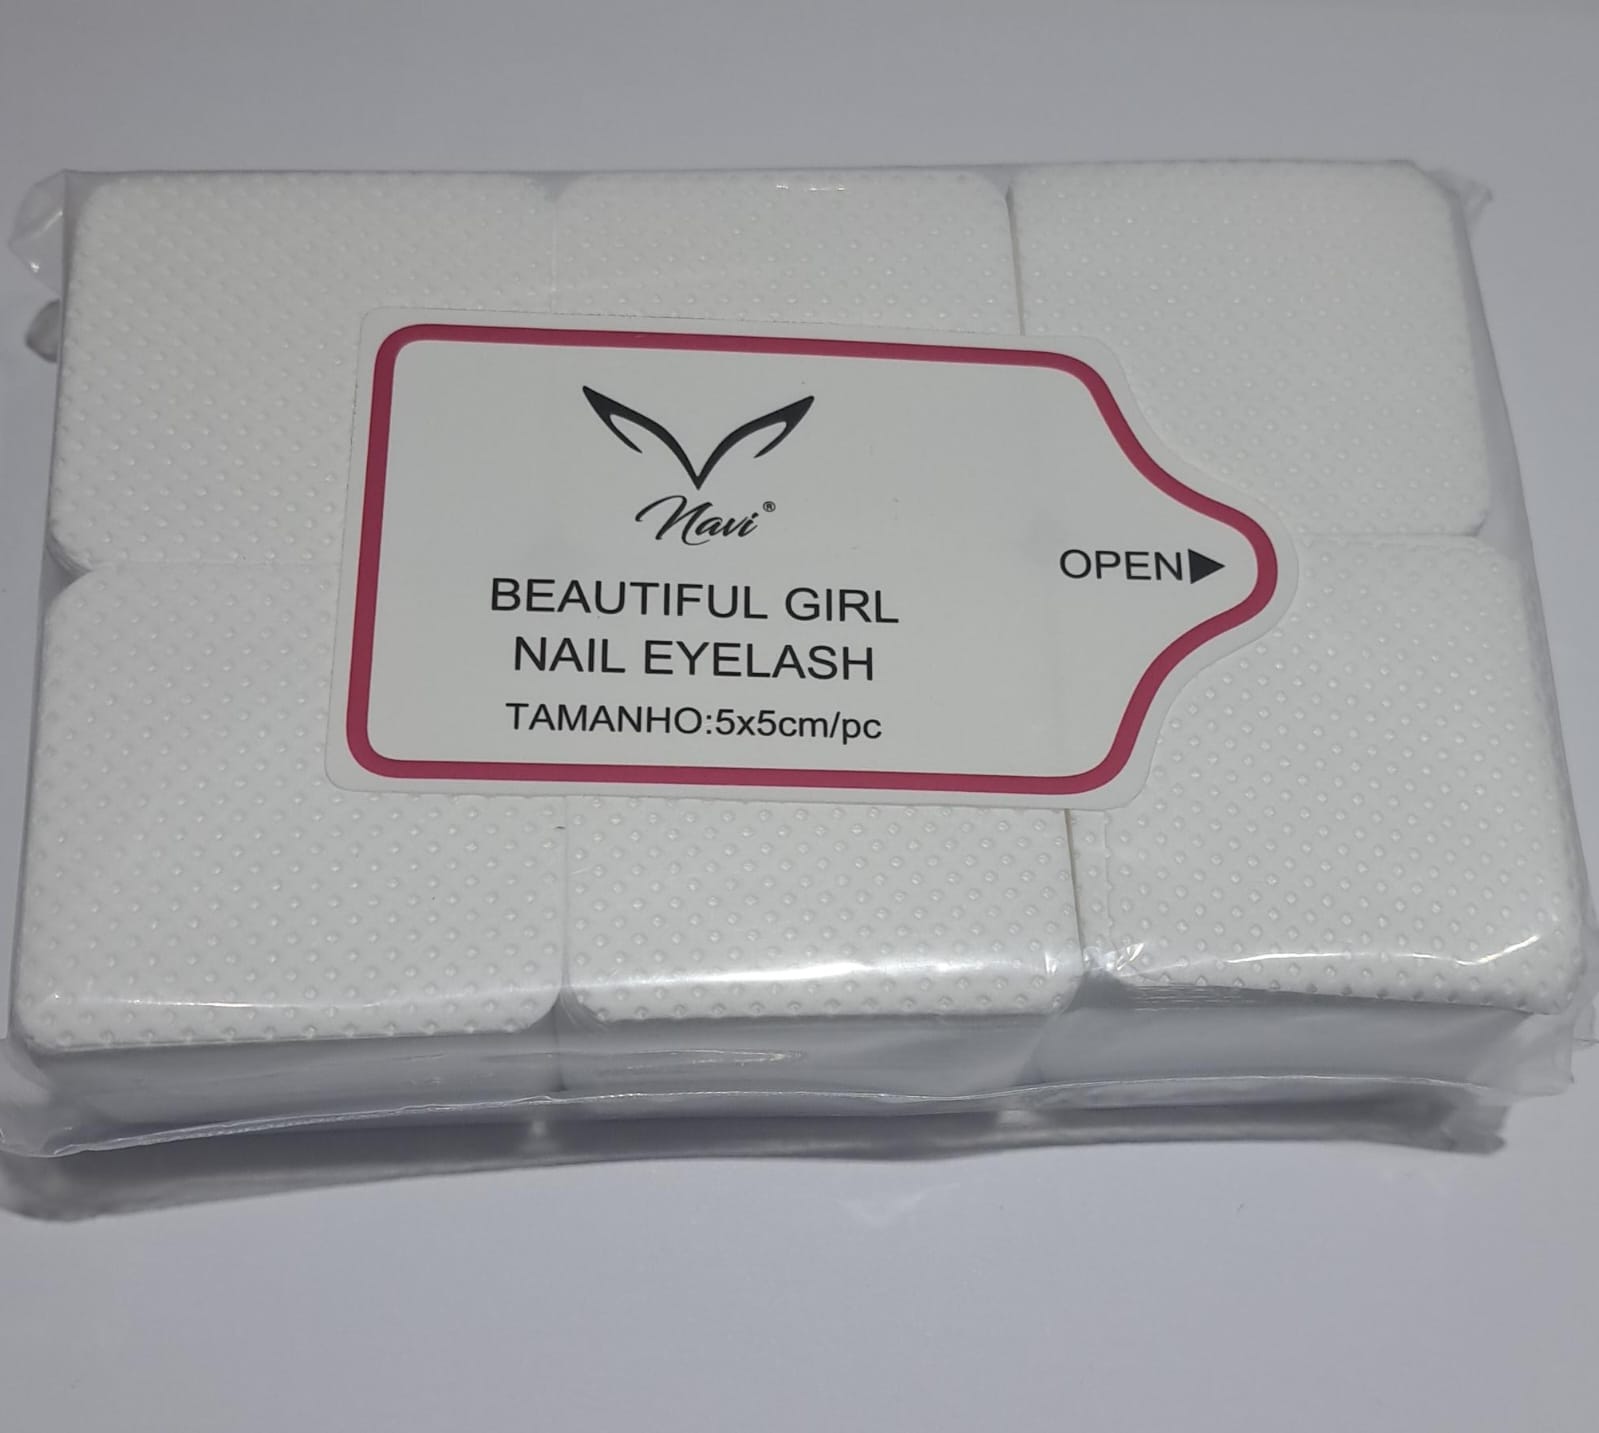 Navi®
BEAUTIFUL GIRL
NAIL EYELASH
TAMANHO:5x5cm/pc
OPEN▶